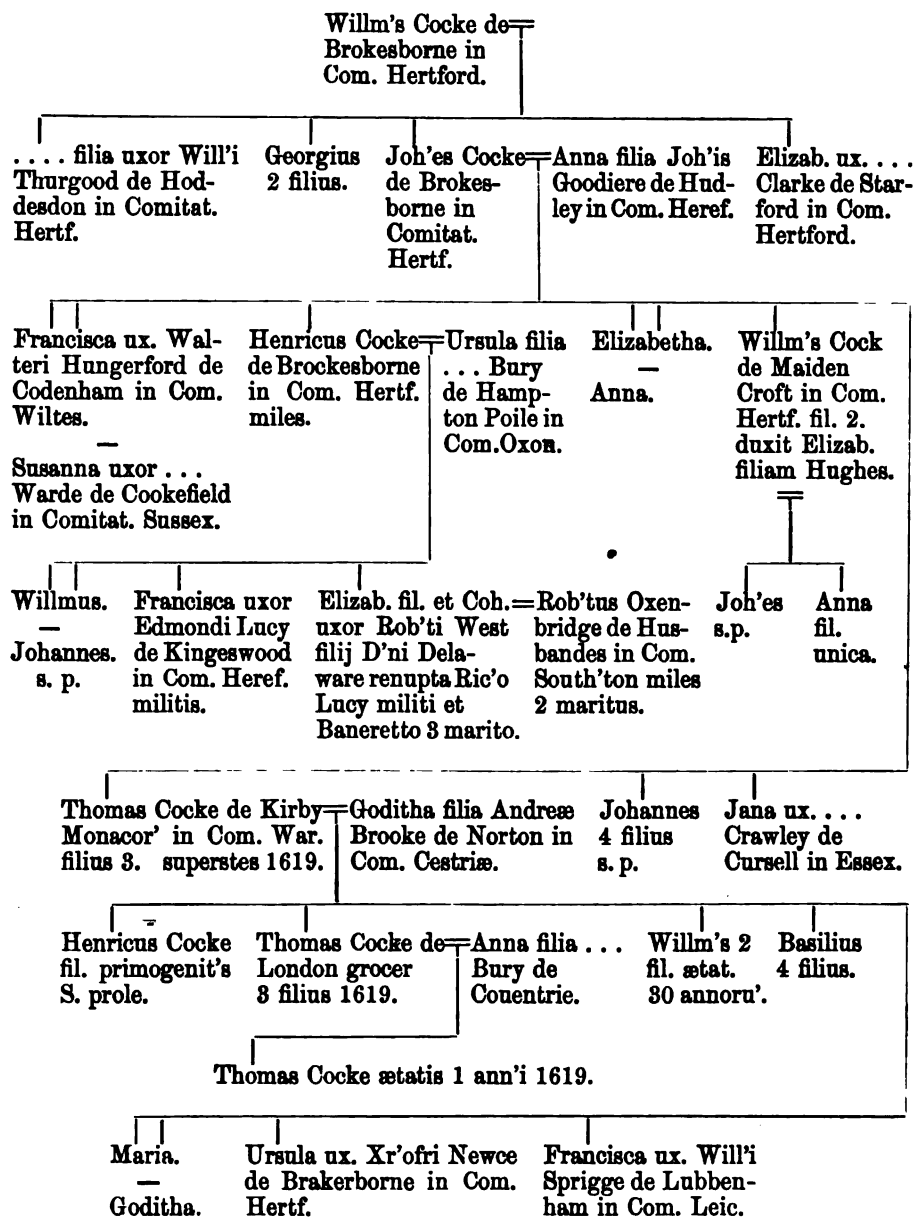 Willm's Cocke de
Brokesborne in
Com. Hertford.
. . . . filia uxor Will'i
Thurgood de Hod-
desdon in Comitat.
Hertf.
Georgius
2 filius.
Joh'es Cocke
de Brokes-
borne in
Comitat.
Hertf.
Anna filia Joh'is
Goodiere de Hud-
ley in Com. Heref.
Elizab. ux. . . .
Clarke de Star-
ford in Com.
Hertford.
Francisca ux. Wal-
teri Hungerford de
Codenham in Com.
Wiltes.
—
Susanna uxor . . .
Warde de Cookefield
in Comitat. Sussex.
Henricus Cocke
de Brockesborne
in Com. Hertf.
miles.
Ursula filia
. . . Bury
de Hamp-
ton Poile in
Com.Oxon.
Elizabetha.
—
Anna.
Willm's Cock
de Maiden
Croft in Com.
Hertf. fil. 2.
duxit Elizab.
filiam Hughes.
Willmus.
—
Johannes.
s. p.
Francisca uxor
Edmondi Lucy
de Kingeswood
in Com. Heref.
militis.
Elizab. fil. et Coh.
uxor Rob'ti West
filij D'ni Dela-
ware renupta Ric'o
Lucy militi et
Baneretto 3 marito.
Rob'tus Oxen-
bridge de Hus-
bandes in Com.
South'ton miles
2 maritus.
Joh'es
s.p.
Anna
fil.
unica.
Thomas Cocke de Kirby
Monacor' in Com. War.
filius 3. superstes 1619.
Goditha filia Andreæ
Brooke de Norton in
Com. Cestriæ.
Johannes
4 filius
s. p.
Jana ux. . . .
Crawley de
Cursell in Essex.
Henricus Cocke
fil. primogenit's
S. prole.
Thomas Cocke de
London grocer
3 filius 1619.
Anna filia . . .
Bury de
Couentrie.
Willm's 2
fil. ætat.
30 annoru'.
Basilius
4 filius.
Thomas Cocke ætatis 1 ann'i 1619.
Maria.
—
Goditha.
Ursula ux. Xr'ofri Newce
de Brakerborne in Com.
Hertf.
Francisca ux. Will'i
Sprigge de Lubben-
ham in Com. Leic.